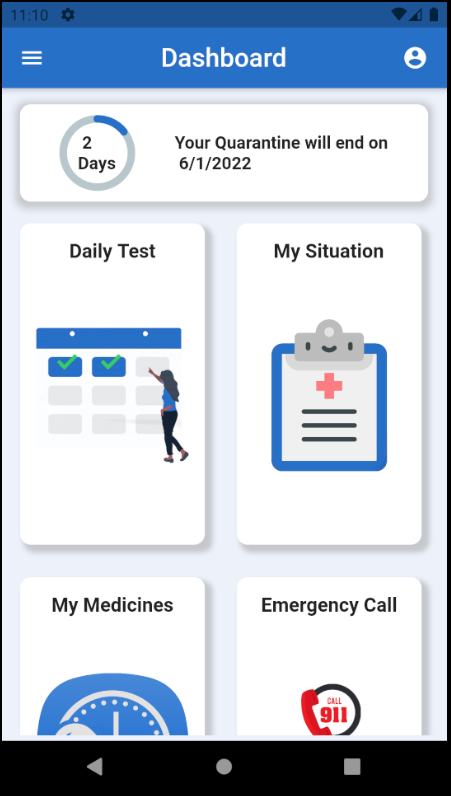 11:10
Dashboard
2
Days
Your Quarantine will end on
6/1/2022
Daily Test
My Situation
My Medicines
Emergency Call
CALL
911